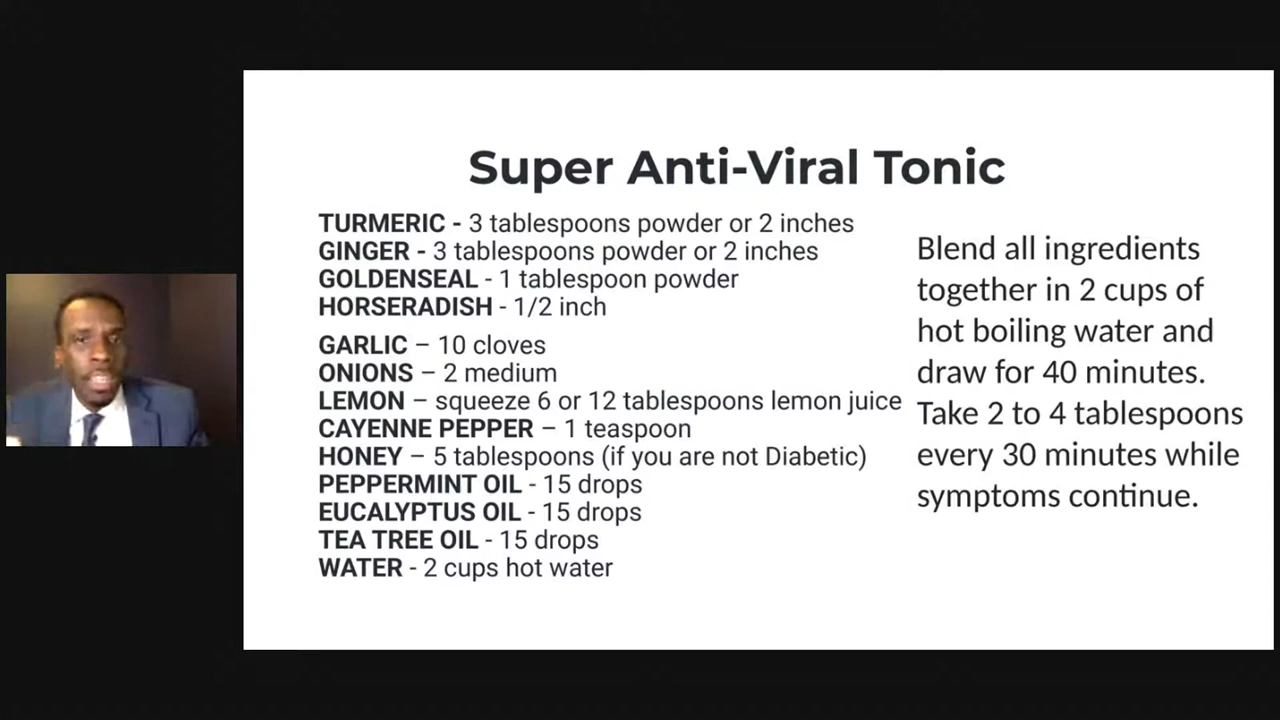 Super Anti-Viral Tonic
TURMERIC - 3 tablespoons powder or 2 inches
GINGER - 3 tablespoons powder or 2 inches
GOLDENSEAL - 1 tablespoon powder
HORSERADISH - 1/2 inch
GARLIC – 10 cloves
ONIONS – 2 medium
LEMON – squeeze 6 or 12 tablespoons lemon juice
CAYENNE PEPPER – 1 teaspoon
HONEY – 5 tablespoons (if you are not Diabetic)
PEPPERMINT OIL - 15 drops
EUCALYPTUS OIL - 15 drops
TEA TREE OIL - 15 drops
WATER - 2 cups hot water
Blend all ingredients
together in 2 cups of
hot boiling water and
draw for 40 minutes.
Take 2 to 4 tablespoons
every 30 minutes while
symptoms continue.